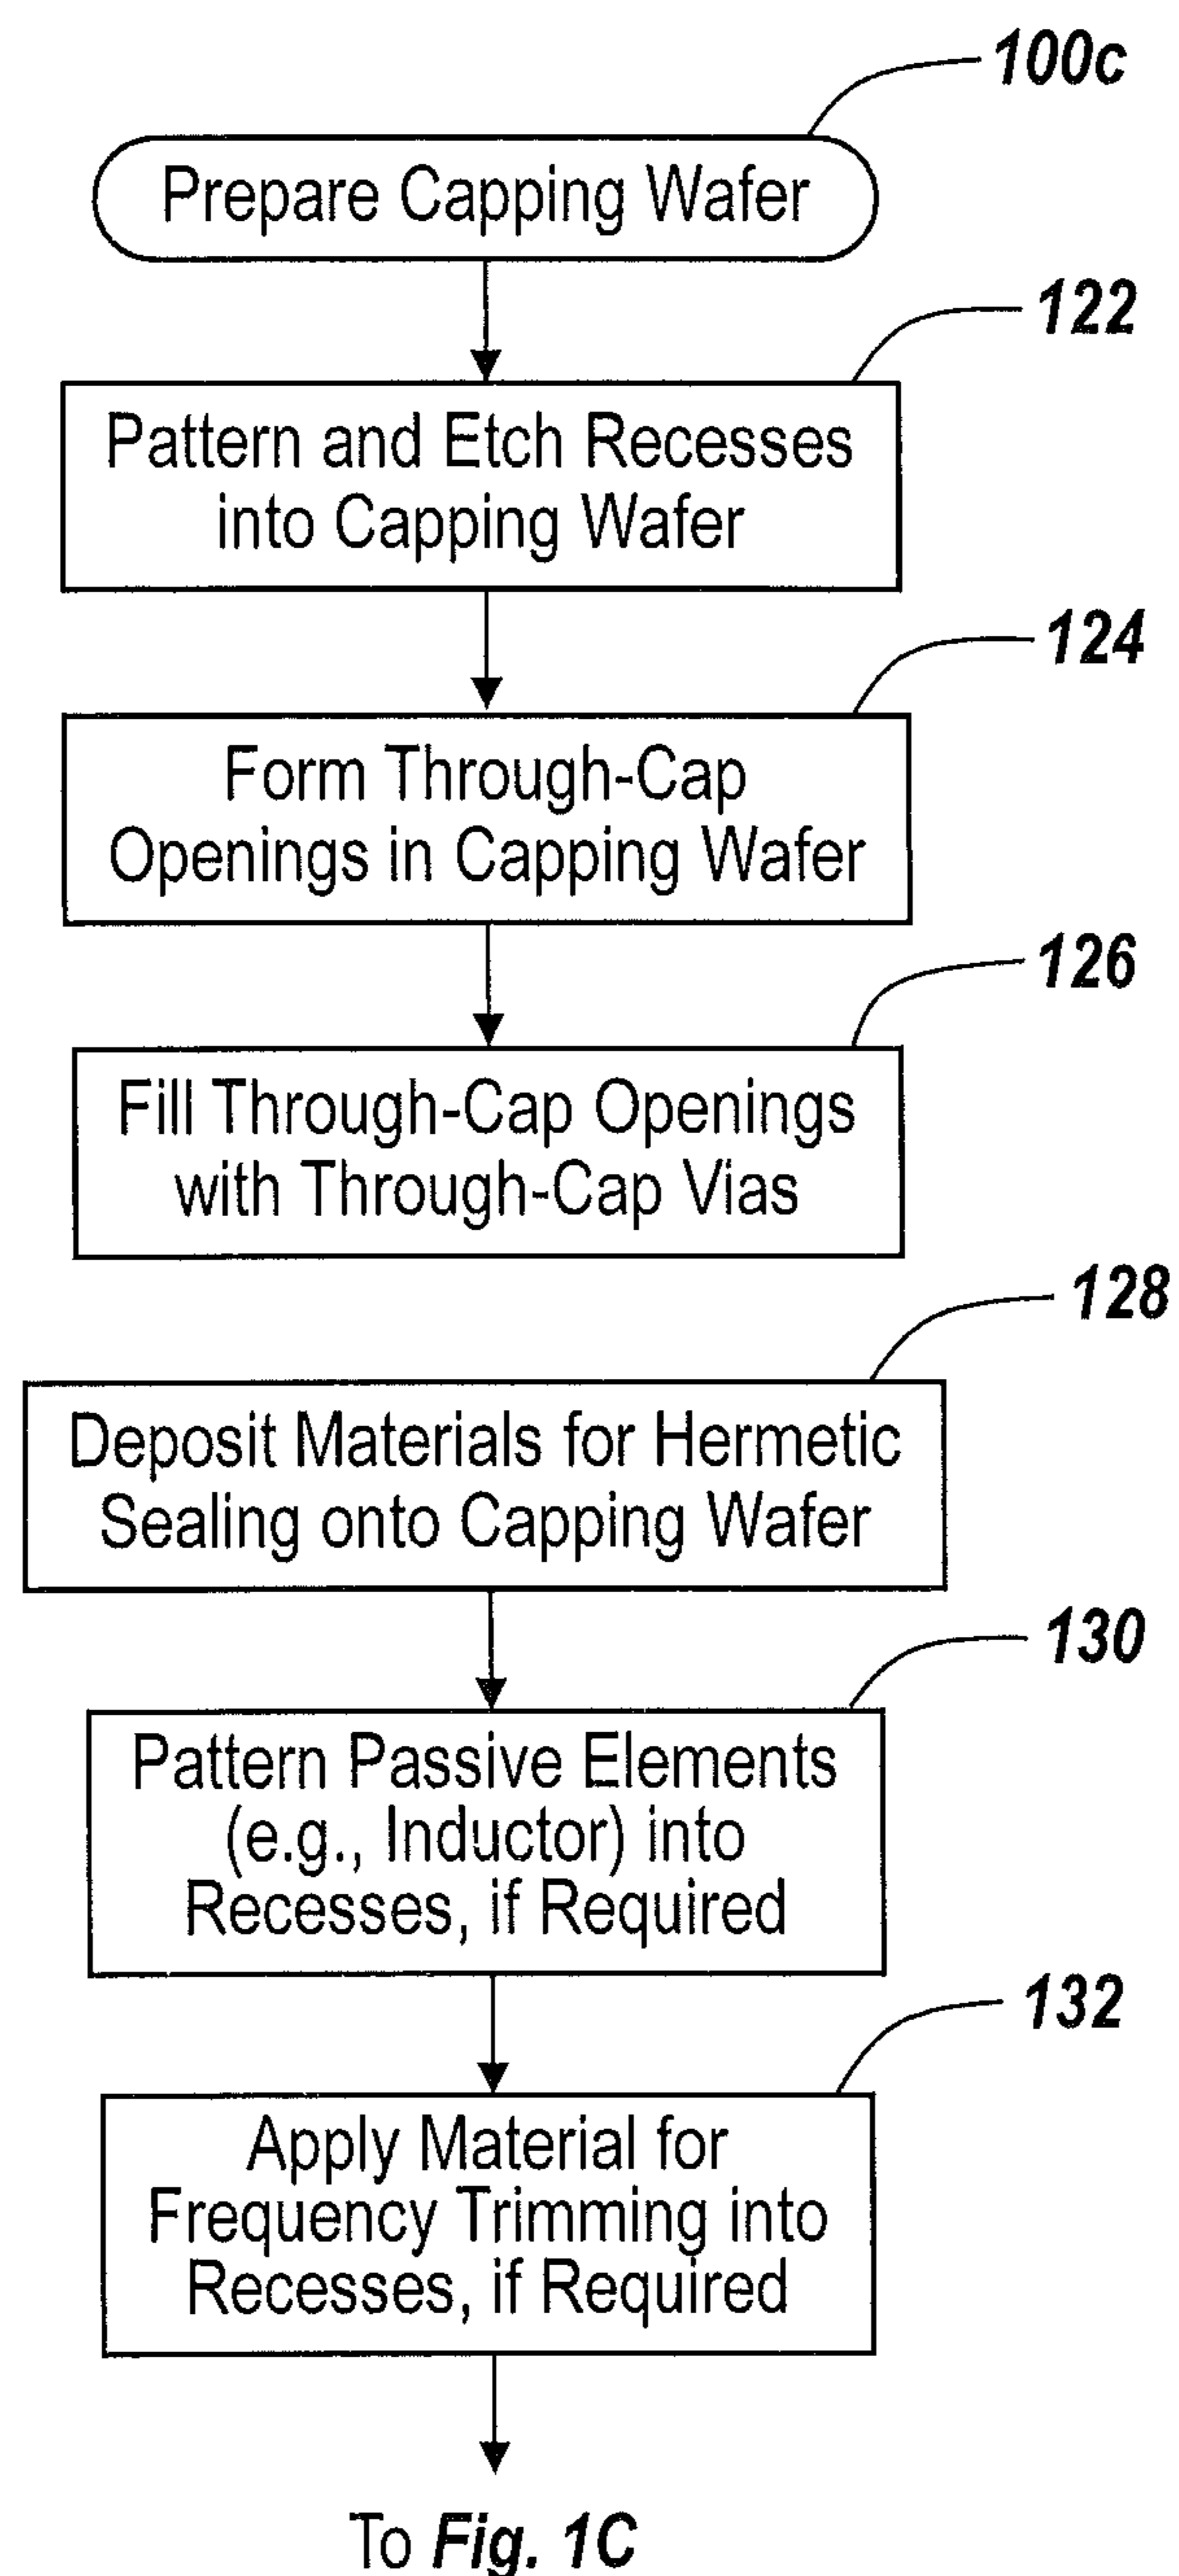 100c
Prepare Capping Wafer
122
Pattern and Etch Recesses
into Capping Wafer
124
Form Through-Cap
Openings in Capping Wafer
126
Fill Through-Cap Openings
with Through-Cap Vias
128
Deposit Materials for Hermetic
Sealing onto Capping Wafer
130
Pattern Passive Elements
(e.g., Inductor) into
Recesses, if Required
132
Apply Material for
Frequency Trimming into
Recesses, if Required
To Fig. 1C